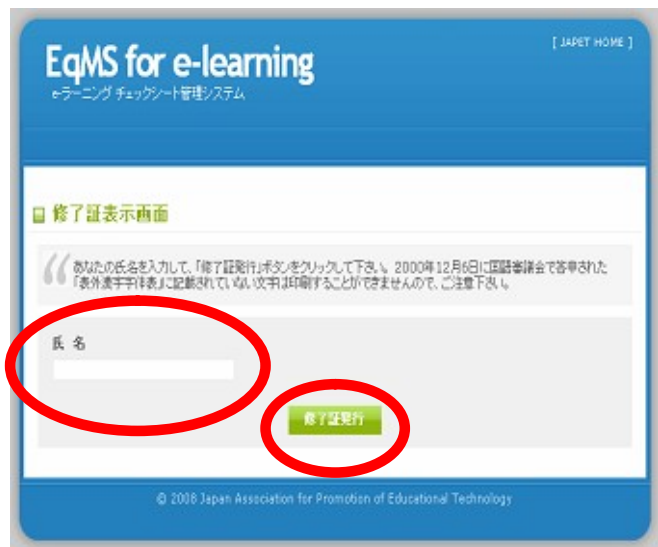 [ JAPET HOME ]
EqMS for e-learning
e-ラーニング チェックシート管理システム
修了証表示画面
あなたの氏名を入力して、「修了証発行」ボタンをクリックして下さい。2000年12月6日に国語審議会で答申された
「表外漢字字体表」に記載されていない文字は印刷することができませんので、ご注意下さい。
氏 名
修了証発行
© 2008 Japan Association for Promotion of Educational Technology